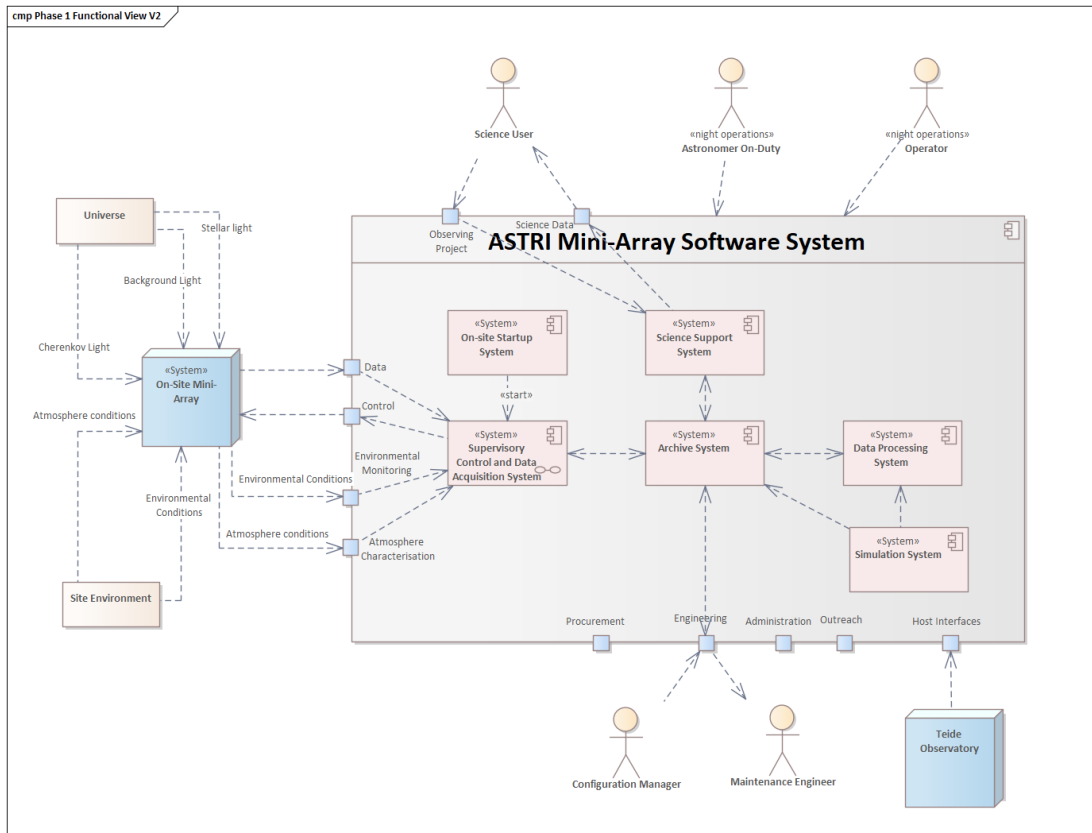 cmp Phase 1 Functional View V2
Science User
«night operations»
Astronomer On-Duty
«night operations»
Operator
Universe
Stellar light
Background Light
Cherenkov Light
Observing
Project
Science Data
ASTRI Mini-Array Software System
«System»
On-site Startup
System
«System»
Science Support
System
«System»
On-Site Mini-
Array
Data
Control
«start»
Atmosphere conditions
«System»
Supervisory
Control and Data
Acquisition System
«System»
Archive System
«System»
Data Processing
System
Environmental
Monitoring
Environmental Conditions
Environmental
Conditions
Atmosphere conditions
Atmosphere
Characterisation
«System»
Simulation System
Site Environment
Procurement
Engineering
Administration
Outreach
Host Interfaces
Configuration Manager
Maintenance Engineer
Teide
Observatory